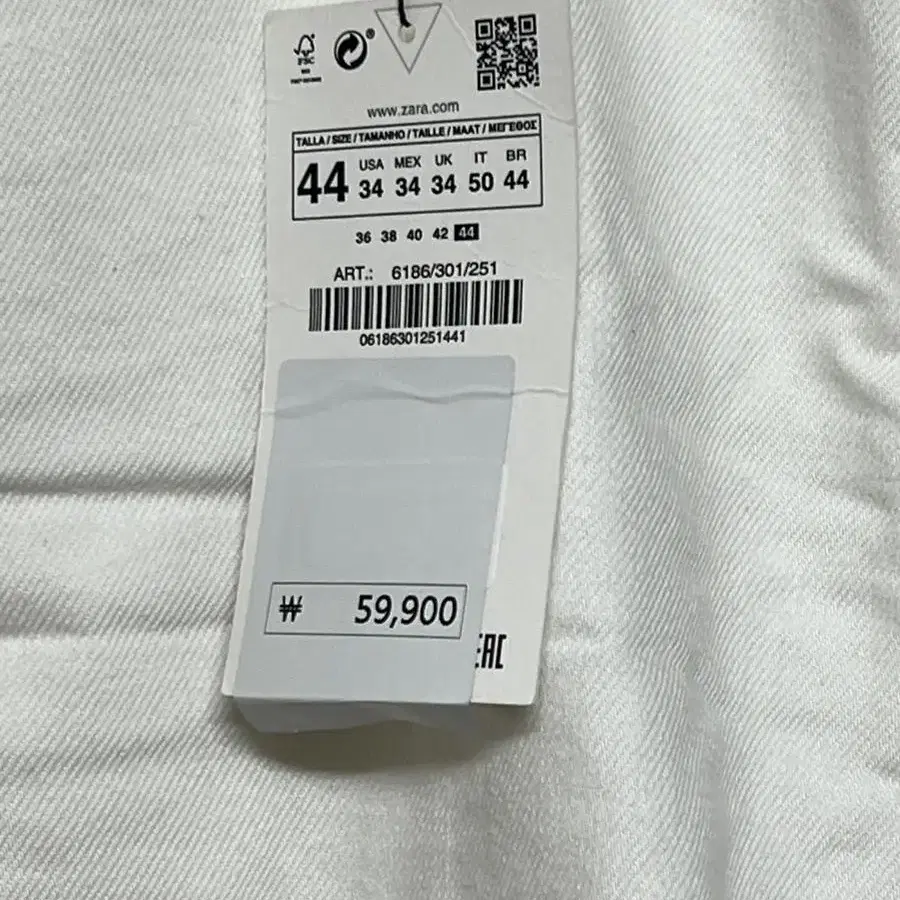 FSC
www.zara.com
TALLA / SIZE / TAMANHO / TAILLE / MAAT / ΜΕΓΕΘΟΣ
USA MEX UK IT BR
44 34 34 34 50 44
36 38 40 42 44
ART.: 6186/301/251
06186301251441
₩ 59,900
EAC